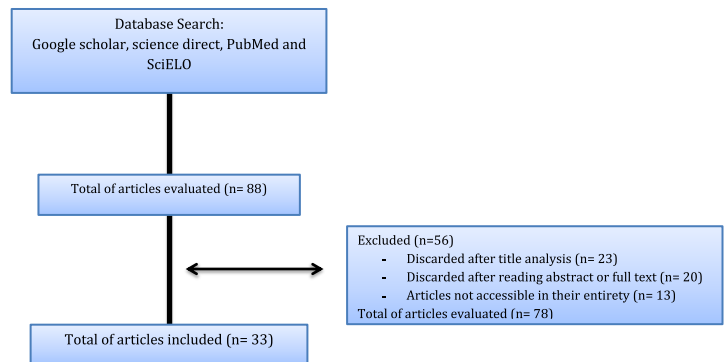 Database Search:
Google scholar, science direct, PubMed and
SciELO
Total of articles evaluated (n= 88)
Excluded (n=56)
- Discarded after title analysis (n= 23)
- Discarded after reading abstract or full text (n= 20)
- Articles not accessible in their entirety (n= 13)
Total of articles evaluated (n= 78)
Total of articles included (n= 33)